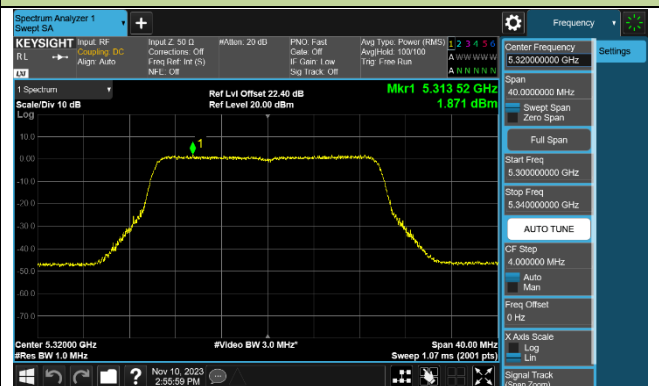 Spectrum Analyzer 1
Swept SA
Frequency
KEYSIGHT
RL
LXI
Input: RF
Coupling: DC
Align: Auto
Input Z: 50 Ω
Corrections: Off
Freq Ref: Int (S)
NFE: Off
#Atten: 20 dB
PNO: Fast
Gate: Off
IF Gain: Low
Sig Track: Off
Avg Type: Power (RMS)
Avg|Hold: 100/100
Trig: Free Run
1 2 3 4 5 6
A W W W W W
A N N N N N
1 Spectrum
Scale/Div 10 dB
Log
Ref Lvl Offset 22.40 dB
Ref Level 20.00 dBm
Mkr1 5.313 52 GHz
1.871 dBm
1
10.0
0.00
-10.0
-20.0
-30.0
-40.0
-50.0
-60.0
-70.0
Center 5.32000 GHz
#Res BW 1.0 MHz
#Video BW 3.0 MHz*
Span 40.00 MHz
Sweep 1.07 ms (2001 pts)
Nov 10, 2023
2:55:59 PM
Center Frequency
5.320000000 GHz
Settings
Span
40.0000000 MHz
Swept Span
Zero Span
Full Span
Start Freq
5.300000000 GHz
Stop Freq
5.340000000 GHz
AUTO TUNE
CF Step
4.000000 MHz
Auto
Man
Freq Offset
0 Hz
X Axis Scale
Log
Lin
Signal Track
(Span Zoom)